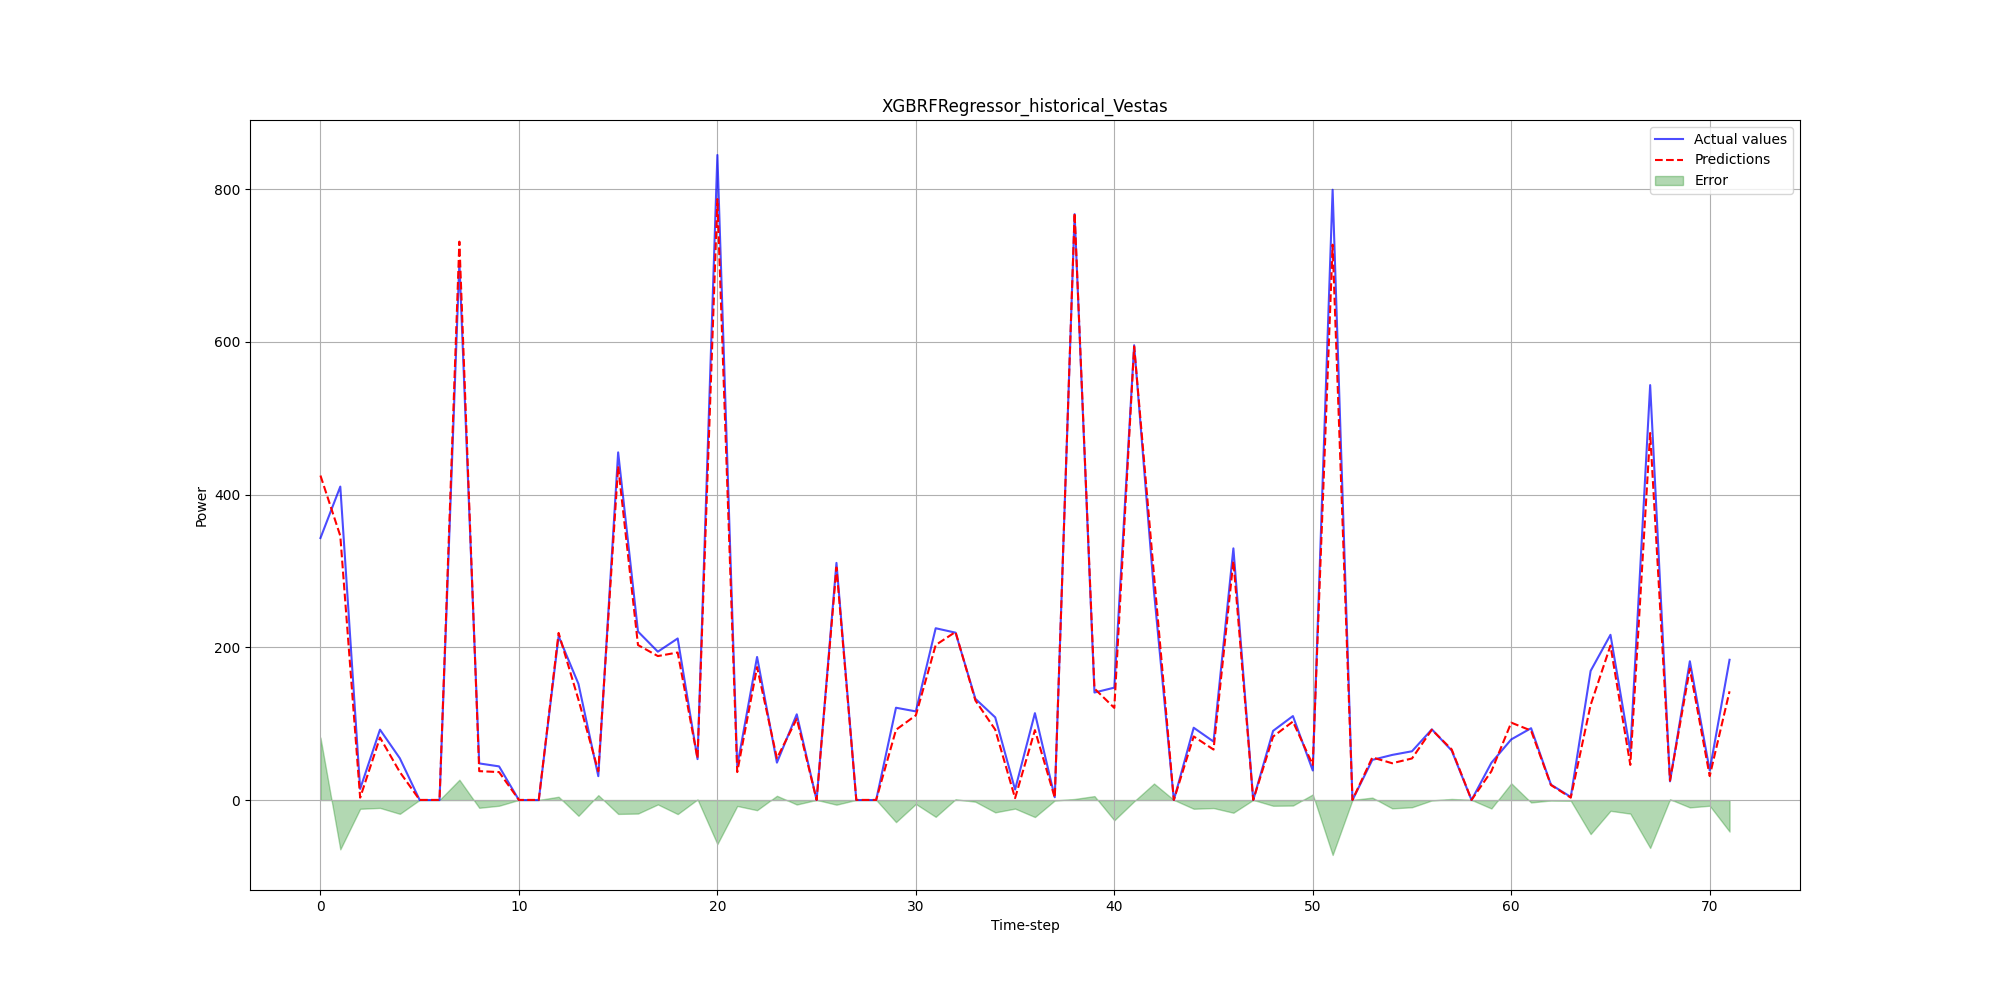 XGBRFRegressor_historical_Vestas
Actual values
Predictions
Error
Power
800
600
400
200
0
0 10 20 30 40 50 60 70
Time-step